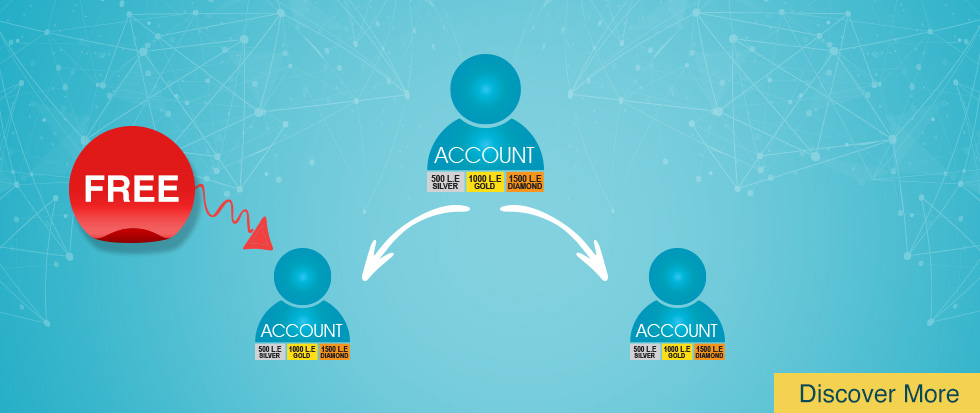 ACCOUNT
500 L.E 1000 L.E 1500 L.E
SILVER GOLD DIAMOND
FREE
ACCOUNT
500 L.E 1000 L.E 1500 L.E
SILVER GOLD DIAMOND
ACCOUNT
500 L.E 1000 L.E 1500 L.E
SILVER GOLD DIAMOND
Discover More